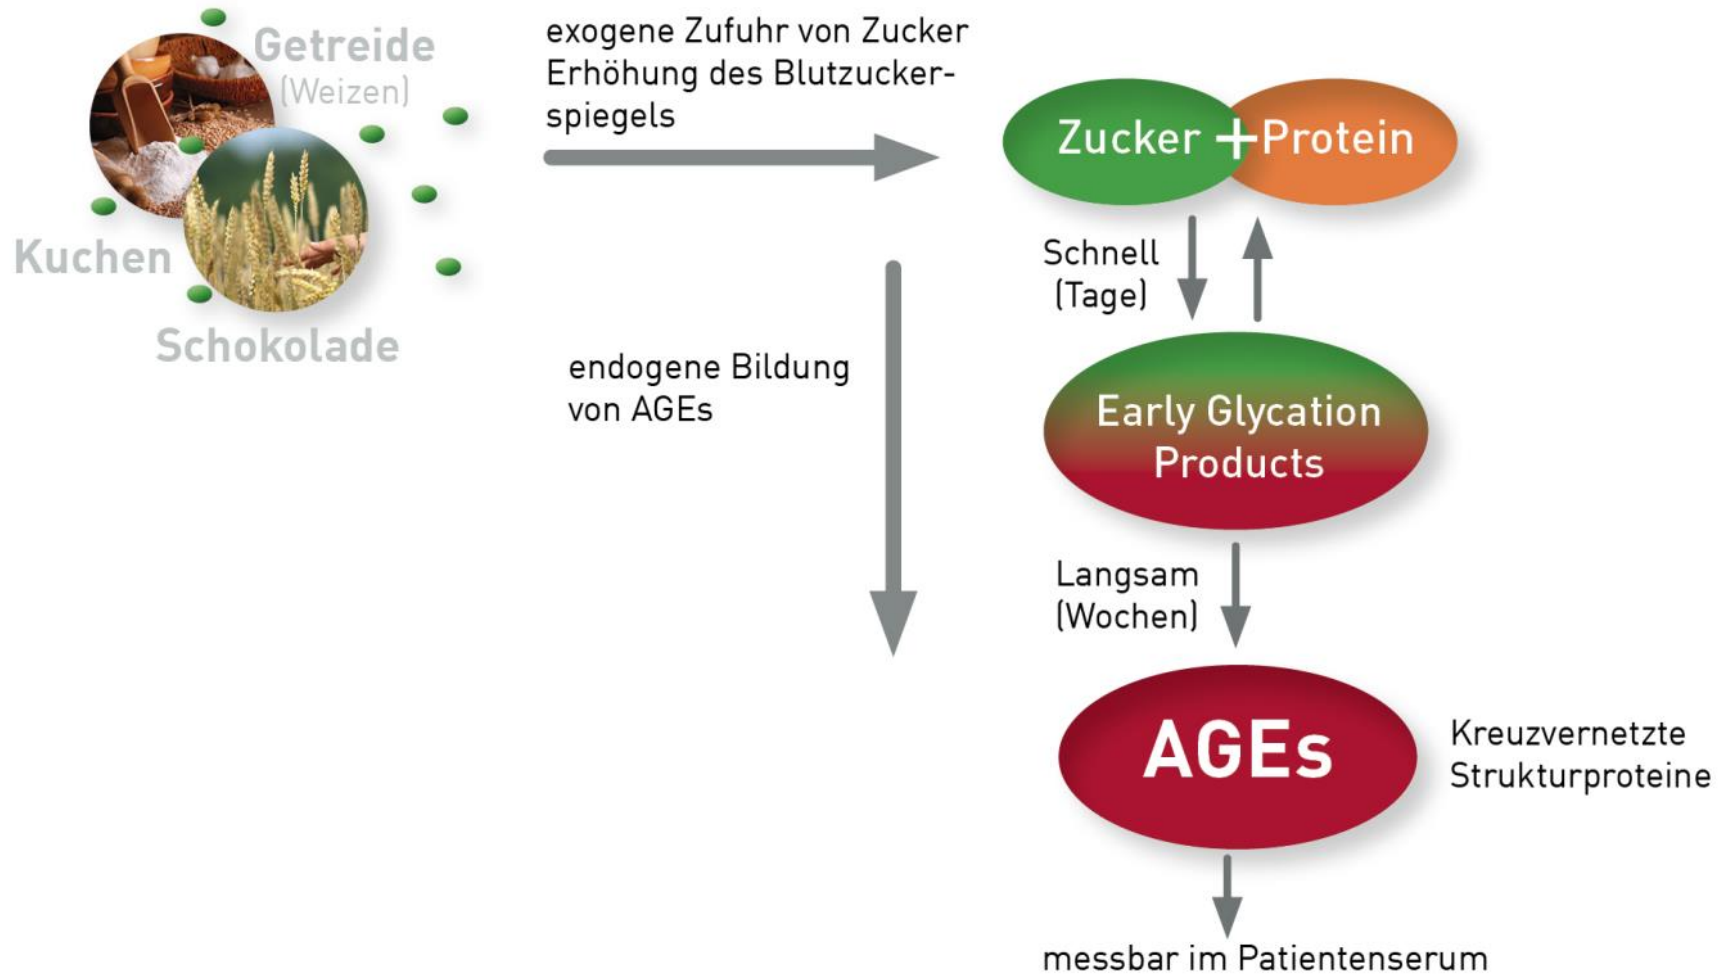 Getreide
(Weizen)
Kuchen
Schokolade
exogene Zufuhr von Zucker
Erhöhung des Blutzucker-
spiegels
endogene Bildung
von AGEs
Zucker + Protein
Schnell
(Tage)
Early Glycation
Products
Langsam
(Wochen)
AGEs
Kreuzvernetzte
Strukturproteine
messbar im Patientenserum